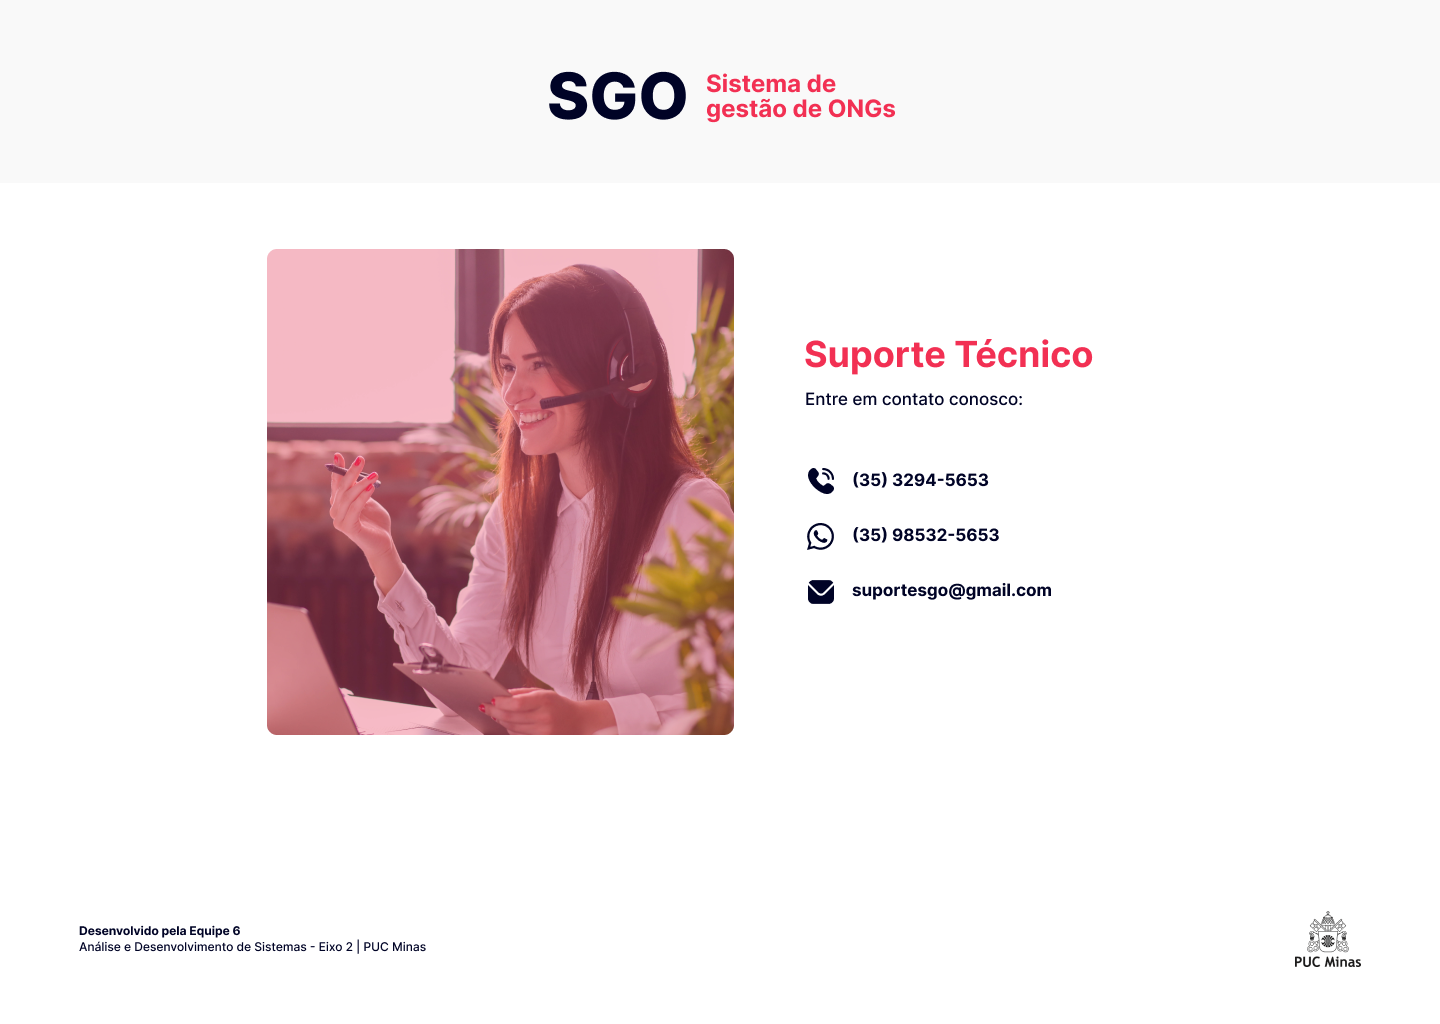 SGO
Sistema de
gestão de ONGs
Suporte Técnico
Entre em contato conosco:
(35) 3294-5653
(35) 98532-5653
suportesgo@gmail.com
Desenvolvido pela Equipe 6
Análise e Desenvolvimento de Sistemas - Eixo 2 | PUC Minas
PUC Minas